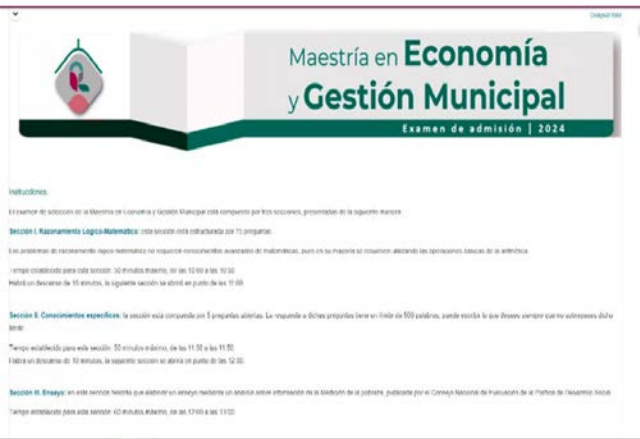 Maestría en Economía
y Gestión Municipal
Examen de admisión | 2024
Instrucciones:
El examen de selección de la Maestría en Economía y Gestión Municipal está compuesto por tres secciones, presentadas de la siguiente manera:
Sección I. Razonamiento Lógico-Matemático: esta sección está estructurada por 15 preguntas.
Los problemas de razonamiento lógico matemático no requieren conocimientos avanzados de matemáticas, pues en su mayoría se resuelven utilizando las operaciones básicas de la aritmética.
Tiempo establecido para esta sección: 50 minutos máximo, de las 10:00 a las 10:50
Habrá un descanso de 10 minutos, la siguiente sección se abrirá en punto de las 11:00
Sección II. Conocimientos específicos: la sección está compuesta por 5 preguntas abiertas. La respuesta a dichas preguntas tiene un límite de 500 palabras, puede escribir lo que desee siempre que no sobrepase dicho
Tiempo establecido para esta sección: 50 minutos máximo, de las a las 11:50.
Habrá un descanso de 10 minutos, la siguiente sección se abrirá en punto de las 12:00.
Sección III. Ensayo: en esta sección tendrás que elaborar un ensayo mediante un análisis sobre información de la Medición de la pobreza, publicada por el Consejo Nacional de Evaluación de la Política de Desarrollo Social.
Tiempo establecido para esta sección: 60 minutos máximo, de las 12:00 a las 13:00